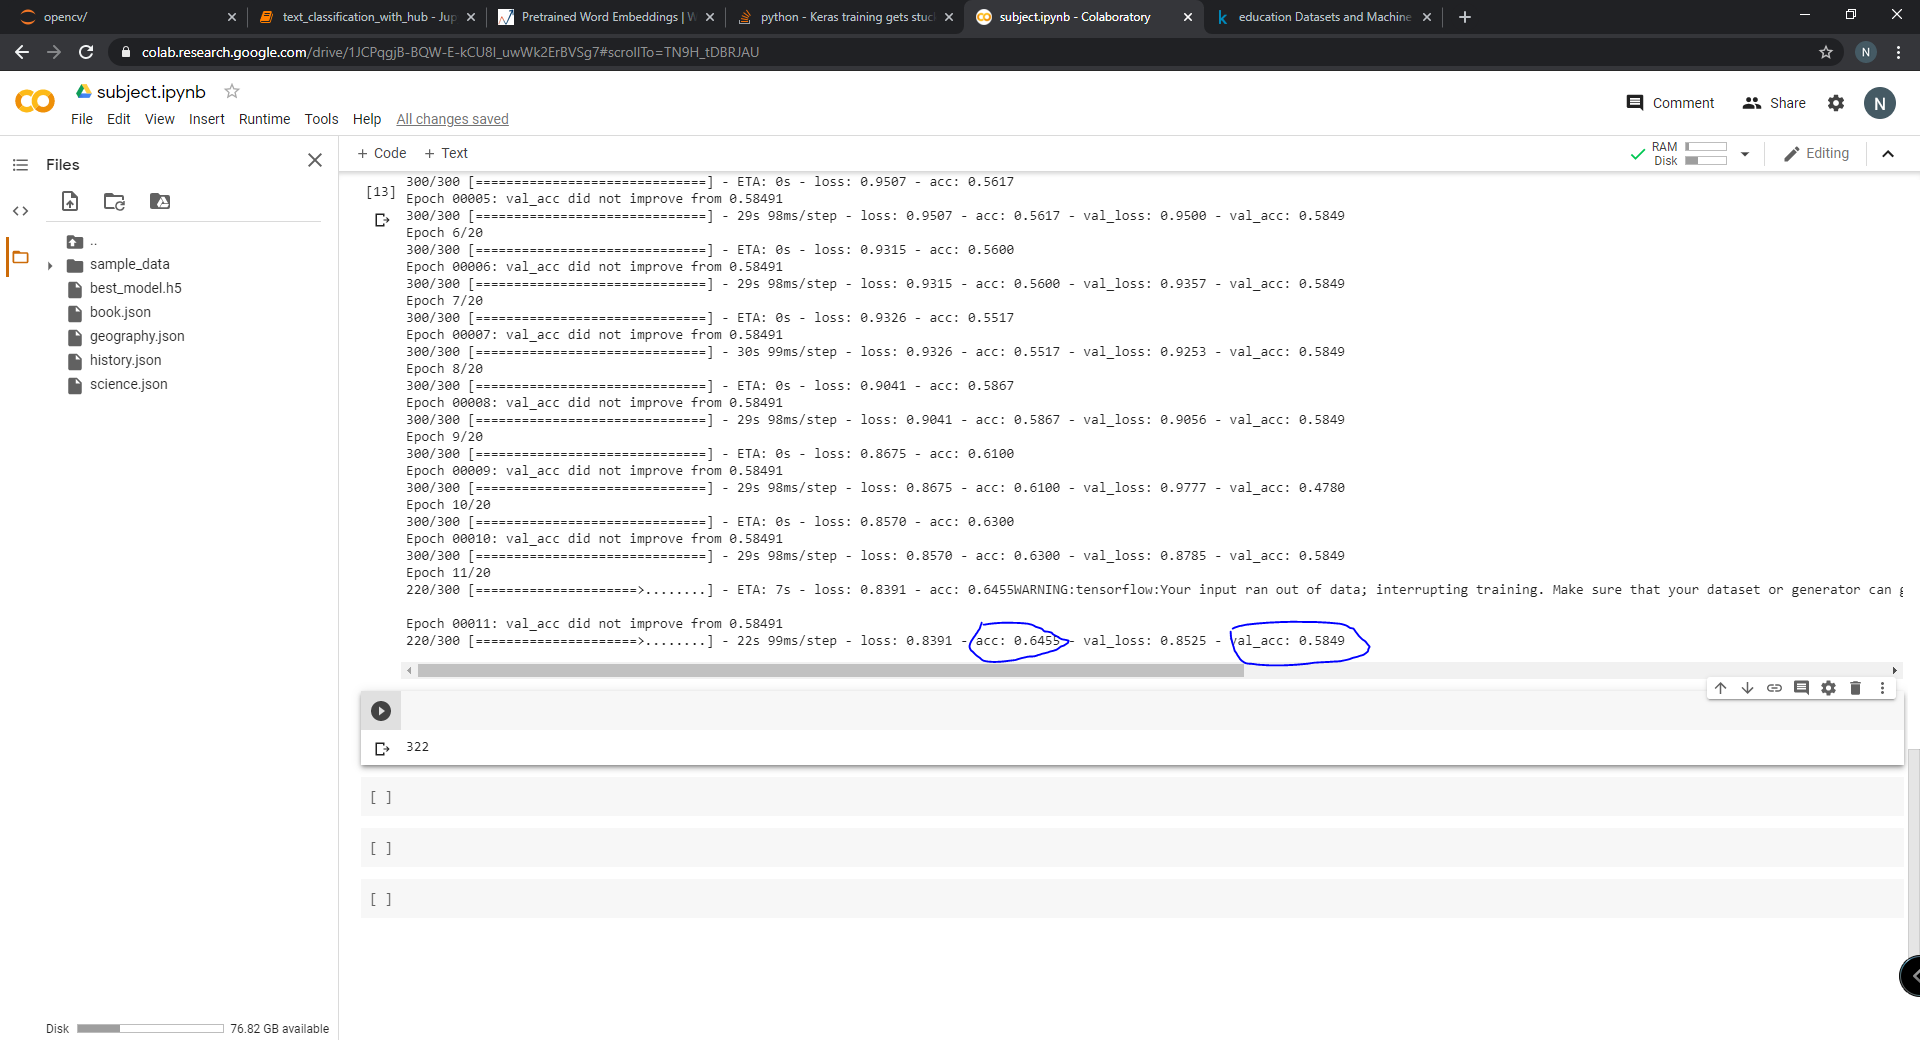 opencv/
text_classification_with_hub - Jup
Pretrained Word Embeddings | W
python - Keras training gets stuc
subject.ipynb - Colaboratory
education Datasets and Machine
colab.research.google.com/drive/1JCPqgjB-BQW-E-kCU8I_uwWk2ErBVSg7#scrollTo=TN9H_tDBRJAU
N
subject.ipynb
File Edit View Insert Runtime Tools Help All changes saved
Comment Share N
Files
+ Code + Text
RAM
Disk
Editing
..
sample_data
best_model.h5
book.json
geography.json
history.json
science.json
Disk 76.82 GB available
[13]
300/300 [==============================] - ETA: 0s - loss: 0.9507 - acc: 0.5617
Epoch 00005: val_acc did not improve from 0.58491
300/300 [==============================] - 29s 98ms/step - loss: 0.9507 - acc: 0.5617 - val_loss: 0.9500 - val_acc: 0.5849
Epoch 6/20
300/300 [==============================] - ETA: 0s - loss: 0.9315 - acc: 0.5600
Epoch 00006: val_acc did not improve from 0.58491
300/300 [==============================] - 29s 98ms/step - loss: 0.9315 - acc: 0.5600 - val_loss: 0.9357 - val_acc: 0.5849
Epoch 7/20
300/300 [==============================] - ETA: 0s - loss: 0.9326 - acc: 0.5517
Epoch 00007: val_acc did not improve from 0.58491
300/300 [==============================] - 30s 99ms/step - loss: 0.9326 - acc: 0.5517 - val_loss: 0.9253 - val_acc: 0.5849
Epoch 8/20
300/300 [==============================] - ETA: 0s - loss: 0.9041 - acc: 0.5867
Epoch 00008: val_acc did not improve from 0.58491
300/300 [==============================] - 29s 98ms/step - loss: 0.9041 - acc: 0.5867 - val_loss: 0.9056 - val_acc: 0.5849
Epoch 9/20
300/300 [==============================] - ETA: 0s - loss: 0.8675 - acc: 0.6100
Epoch 00009: val_acc did not improve from 0.58491
300/300 [==============================] - 29s 98ms/step - loss: 0.8675 - acc: 0.6100 - val_loss: 0.9777 - val_acc: 0.4780
Epoch 10/20
300/300 [==============================] - ETA: 0s - loss: 0.8570 - acc: 0.6300
Epoch 00010: val_acc did not improve from 0.58491
300/300 [==============================] - 29s 98ms/step - loss: 0.8570 - acc: 0.6300 - val_loss: 0.8785 - val_acc: 0.5849
Epoch 11/20
220/300 [=====================>........] - ETA: 7s - loss: 0.8391 - acc: 0.6455WARNING:tensorflow:Your input ran out of data; interrupting training. Make sure that your dataset or generator can g
Epoch 00011: val_acc did not improve from 0.58491
220/300 [=====================>........] - 22s 99ms/step - loss: 0.8391 - acc: 0.6455 - val_loss: 0.8525 - val_acc: 0.5849
322
[ ]
[ ]
[ ]